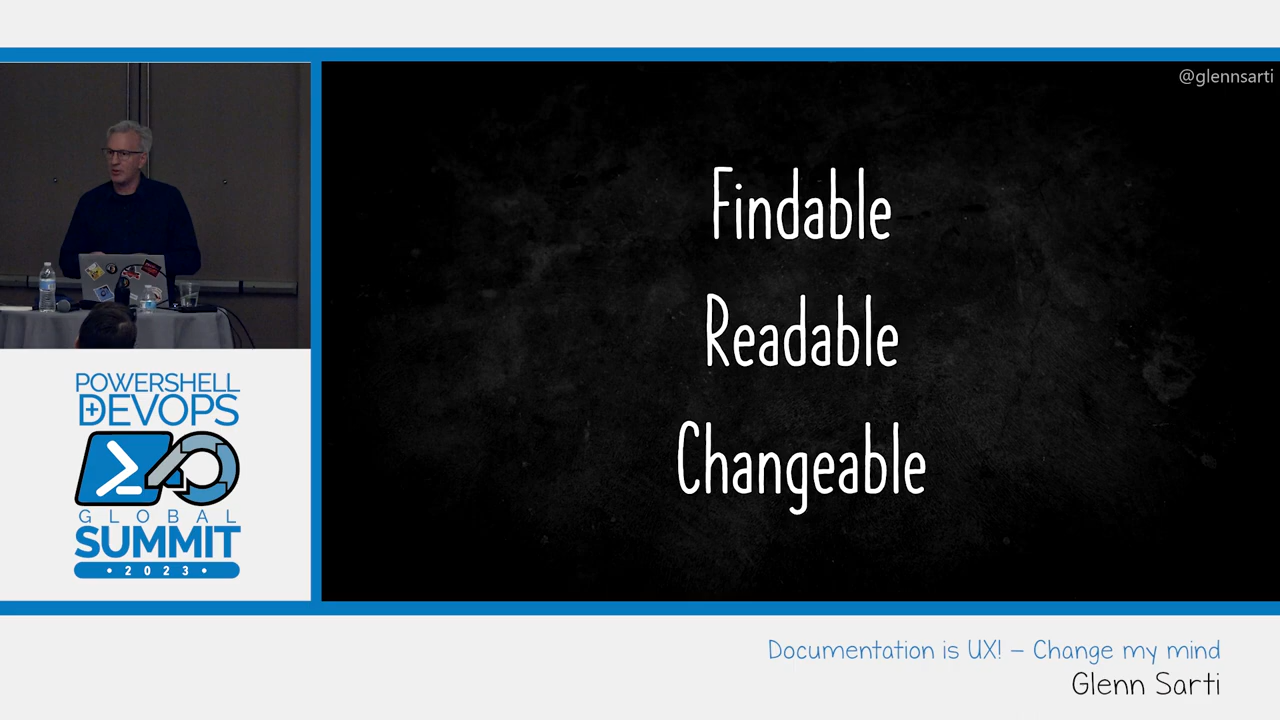 @glennsarti
Findable
Readable
Changeable
POWERSHELL
+DEVOPS
GLOBAL
SUMMIT
• 2023 •
Documentation is UX! – Change my mind
Glenn Sarti